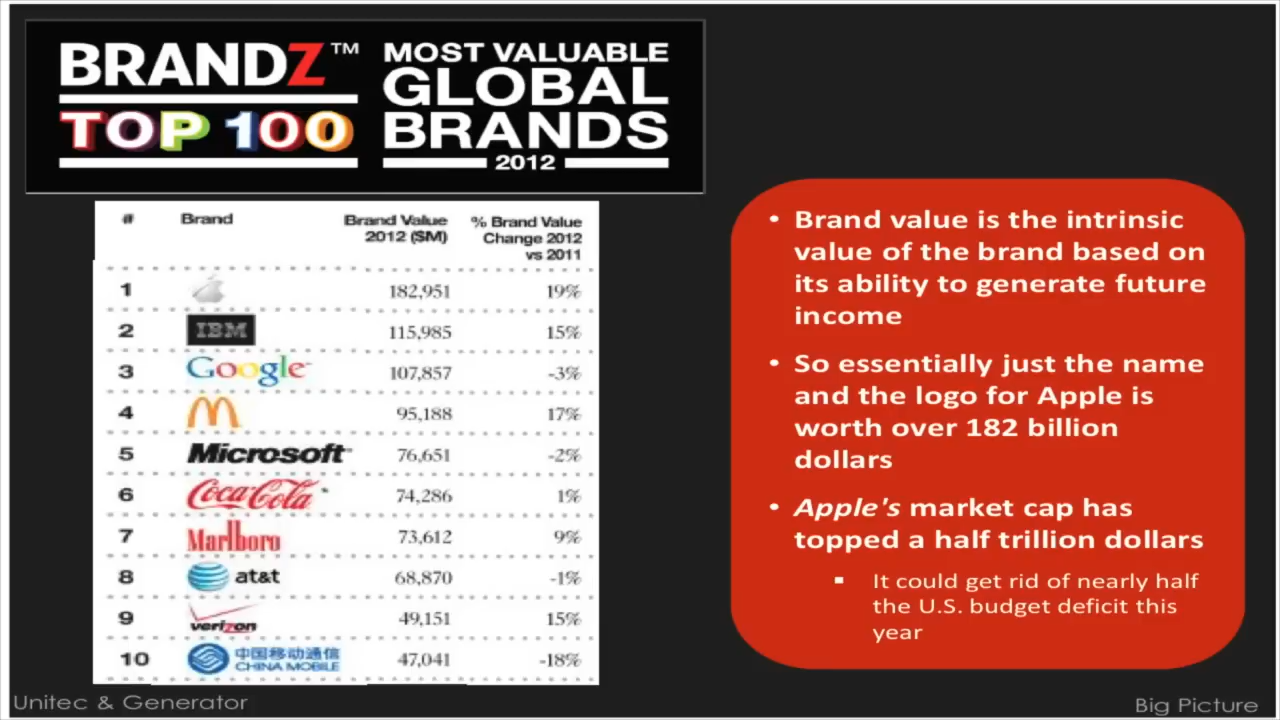 BRANDZ™
TOP 100
MOST VALUABLE
GLOBAL
BRANDS
2012
# Brand Brand Value 2012 ($M) % Brand Value Change 2012 vs 2011
1 182,951 19%
2 IBM 115,985 15%
3 Google 107,857 -3%
4 95,188 17%
5 Microsoft 76,651 -2%
6 Coca-Cola 74,286 1%
7 Marlboro 73,612 9%
8 at&t 68,870 -1%
9 verizon 49,151 15%
10 中国移动通信 CHINA MOBILE 47,041 -18%
• Brand value is the intrinsic
value of the brand based on
its ability to generate future
income
• So essentially just the name
and the logo for Apple is
worth over 182 billion
dollars
• Apple's market cap has
topped a half trillion dollars
▪ It could get rid of nearly half
the U.S. budget deficit this
year
Unitec & Generator
Big Picture